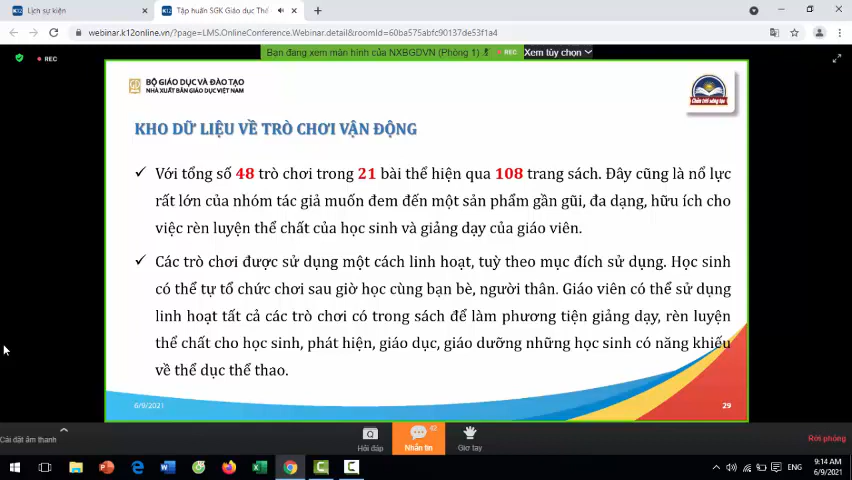 Lịch sự kiện
Tập huấn SGK Giáo dục Thể
webinar.k12online.vn/?page=LMS.OnlineConference.Webinar.detail&roomId=60ba575abfc90137de53f1a4
Bạn đang xem màn hình của NXBGDVN (Phòng 1)
REC
Xem tùy chọn
REC
BỘ GIÁO DỤC VÀ ĐÀO TẠO
NHÀ XUẤT BẢN GIÁO DỤC VIỆT NAM
Chân trời sáng tạo
KHO DỮ LIỆU VỀ TRÒ CHƠI VẬN ĐỘNG
Với tổng số 48 trò chơi trong 21 bài thể hiện qua 108 trang sách. Đây cũng là nổ lực
rất lớn của nhóm tác giả muốn đem đến một sản phẩm gần gũi, đa dạng, hữu ích cho
việc rèn luyện thể chất của học sinh và giảng dạy của giáo viên.
Các trò chơi được sử dụng một cách linh hoạt, tuỳ theo mục đích sử dụng. Học sinh
có thể tự tổ chức chơi sau giờ học cùng bạn bè, người thân. Giáo viên có thể sử dụng
linh hoạt tất cả các trò chơi có trong sách để làm phương tiện giảng dạy, rèn luyện
thể chất cho học sinh, phát hiện, giáo dục, giáo dưỡng những học sinh có năng khiếu
về thể dục thể thao.
6/9/2021
29
Cài đặt âm thanh
Hỏi đáp
Nhắn tin
Giơ tay
Rời phòng
ENG
9:14 AM
6/9/2021